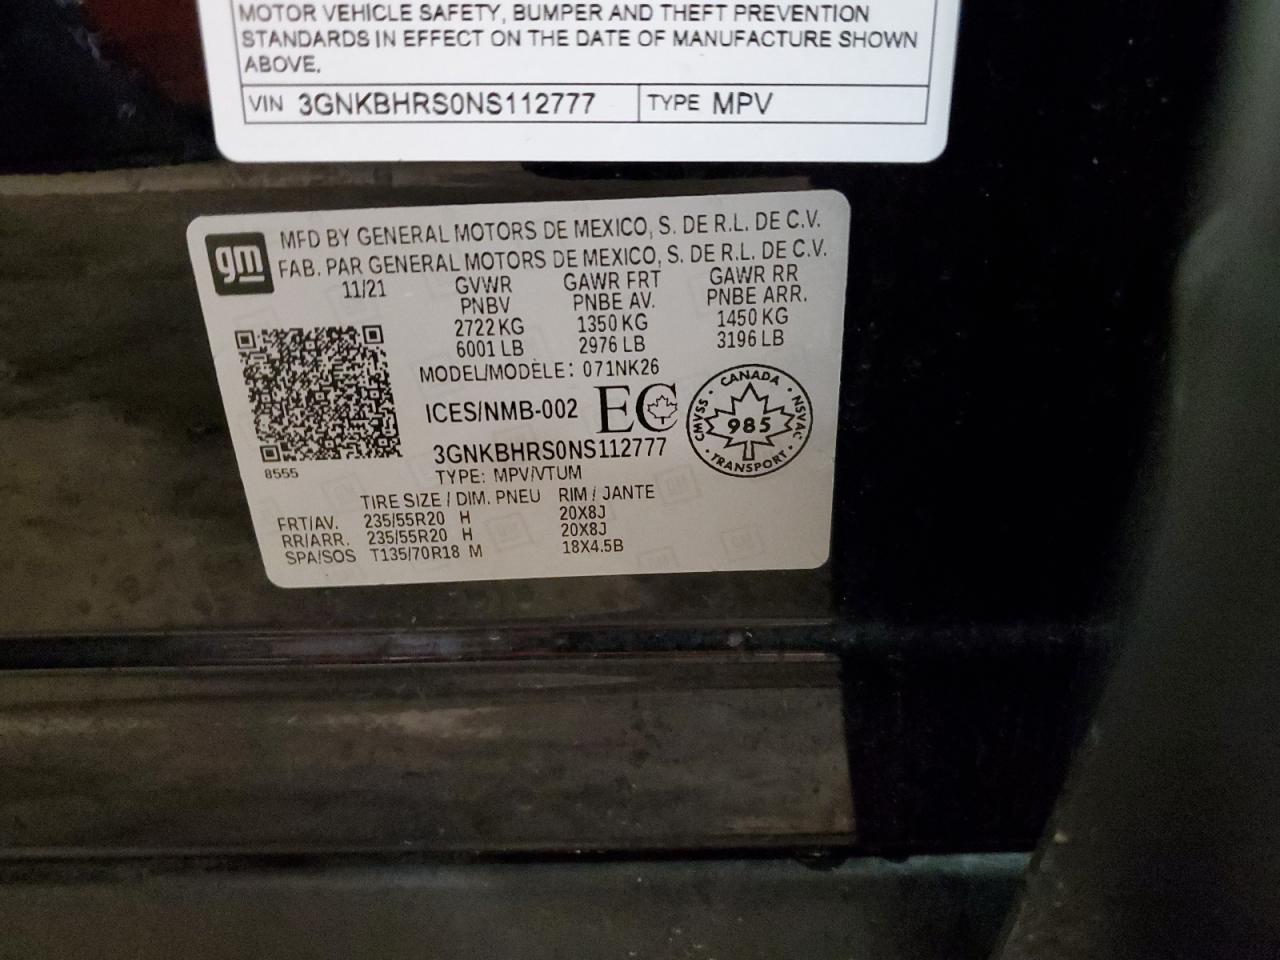 MOTOR VEHICLE SAFETY, BUMPER AND THEFT PREVENTION
STANDARDS IN EFFECT ON THE DATE OF MANUFACTURE SHOWN
ABOVE.
VIN 3GNKBHRS0NS112777 TYPE MPV
gm
MFD BY GENERAL MOTORS DE MEXICO, S. DE R.L. DE C.V.
FAB. PAR GENERAL MOTORS DE MEXICO, S. DE R.L. DE C.V.
11/21 GVWR GAWR FRT GAWR RR
PNBV PNBE AV. PNBE ARR.
2722 KG 1350 KG 1450 KG
6001 LB 2976 LB 3196 LB
MODEL/MODÈLE: 071NK26
ICES/NMB-002 EC
CANADA
CMVSS 985 NSVAC
TRANSPORT
3GNKBHRS0NS112777
8555
TYPE: MPV/VTUM
TIRE SIZE / DIM. PNEU RIM / JANTE
FRT/AV. 235/55R20 H 20X8J
RR/ARR. 235/55R20 H 20X8J
SPA/SOS T135/70R18 M 18X4.5B